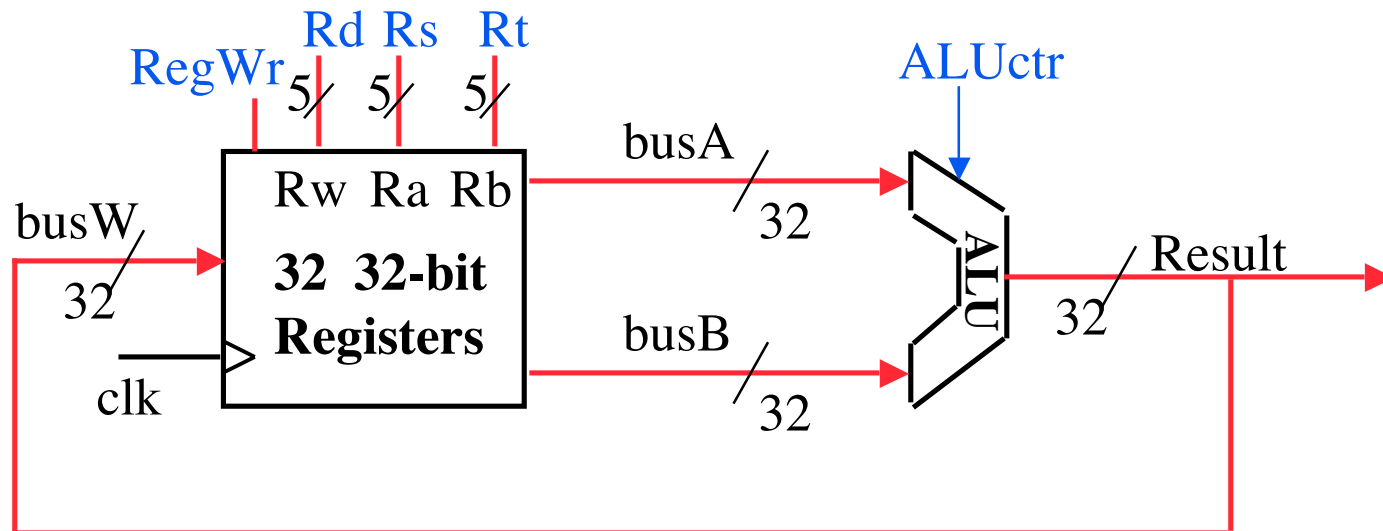 Rd Rs Rt
RegWr ALUctr
5 5 5
busA
Rw Ra Rb
32
busW
32 32-bit
ALU
Result
32
32
Registers
busB
clk
32